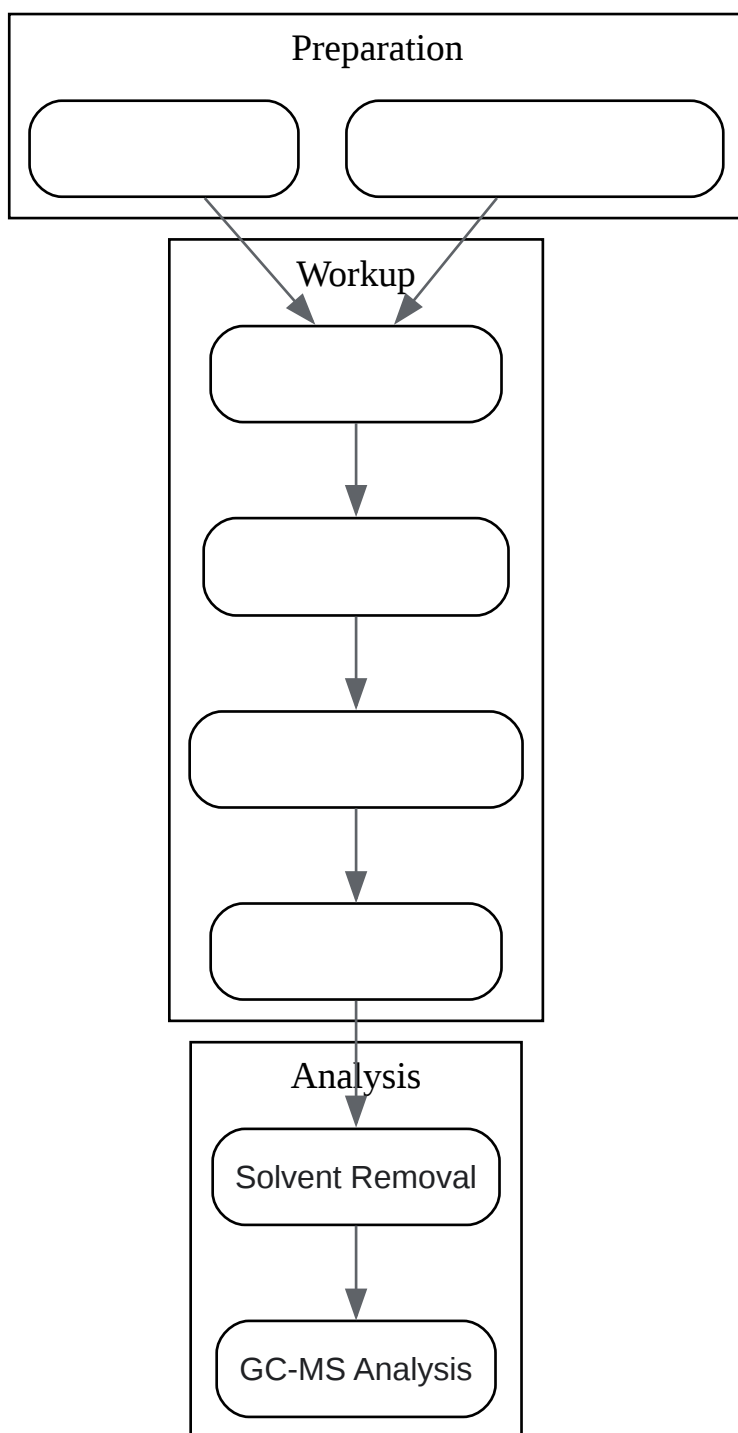 Preparation
Workup
Analysis
Solvent Removal
GC-MS Analysis